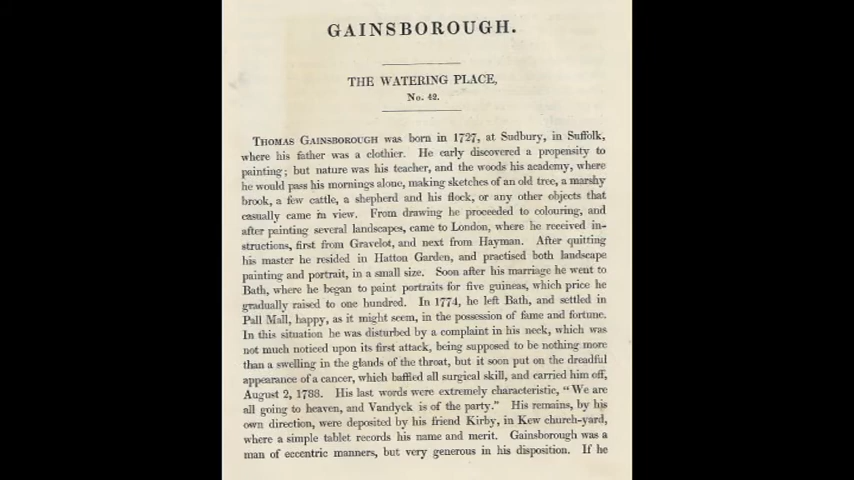 GAINSBOROUGH.
THE WATERING PLACE,
No. 42.
THOMAS GAINSBOROUGH was born in 1727, at Sudbury, in Suffolk,
where his father was a clothier. He early discovered a propensity to
painting; but nature was his teacher, and the woods his academy, where
he would pass his mornings alone, making sketches of an old tree, a marshy
brook, a few cattle, a shepherd and his flock, or any other objects that
casually came in view. From drawing he proceeded to colouring, and
after painting several landscapes, came to London, where he received in-
structions, first from Gravelot, and next from Hayman. After quitting
his master he resided in Hatton Garden, and practised both landscape
painting and portrait, in a small size. Soon after his marriage he went to
Bath, where he began to paint portraits for five guineas, which price he
gradually raised to one hundred. In 1774, he left Bath, and settled in
Pall Mall, happy, as it might seem, in the possession of fame and fortune.
In this situation he was disturbed by a complaint in his neck, which was
not much noticed upon its first attack, being supposed to be nothing more
than a swelling in the glands of the throat, but it soon put on the dreadful
appearance of a cancer, which baffled all surgical skill, and carried him off,
August 2, 1788. His last words were extremely characteristic, "We are
all going to heaven, and Vandyck is of the party." His remains, by his
own direction, were deposited by his friend Kirby, in Kew church-yard,
where a simple tablet records his name and merit. Gainsborough was a
man of eccentric manners, but very generous in his disposition. If he